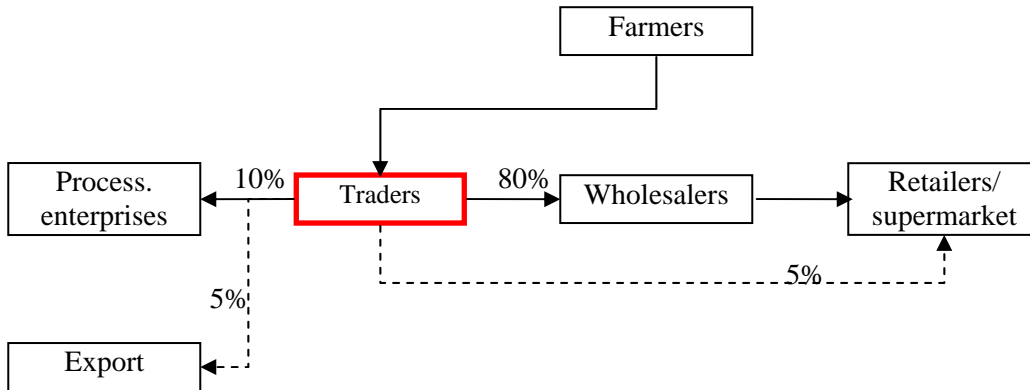 Farmers
Process.
enterprises
10%
Traders
80%
Wholesalers
Retailers/
supermarket
5%
5%
Export